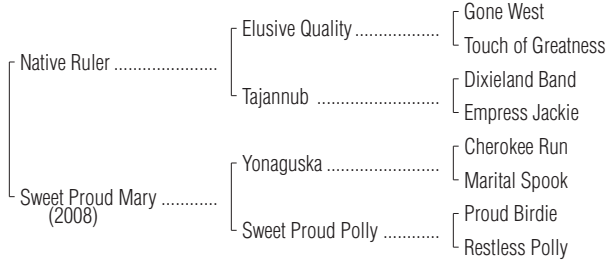 Gone West
Elusive Quality ..................
Touch of Greatness
Native Ruler ......................
Dixieland Band
Tajannub ..........................
Empress Jackie
Cherokee Run
Yonaguska ........................
Marital Spook
Sweet Proud Mary ............
(2008)
Proud Birdie
Sweet Proud Polly ............
Restless Polly